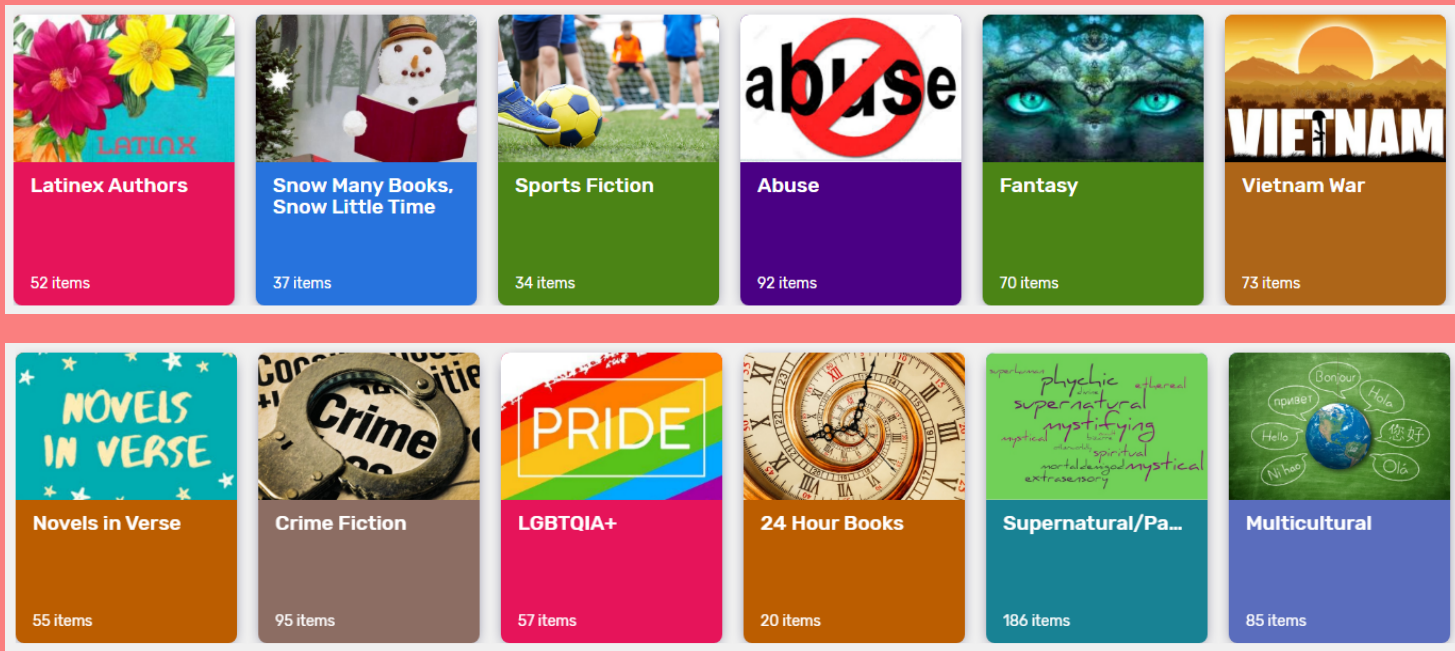 LATINX
abuse
VIETNAM
Latinex Authors
Snow Many Books,
Snow Little Time
Sports Fiction
Abuse
Fantasy
Vietnam War
52 items
37 items
34 items
92 items
70 items
73 items
NOVELS
IN VERSE
Crime
PRIDE
phychic
ethereal
supernatural
mystifying
mystical
spiritual
mystical
extrasensory
Bonjour
Hola
привет
Hello
您好
Ni hao
Olá
Novels in Verse
Crime Fiction
LGBTQIA+
24 Hour Books
Supernatural/Pa...
Multicultural
55 items
95 items
57 items
20 items
186 items
85 items